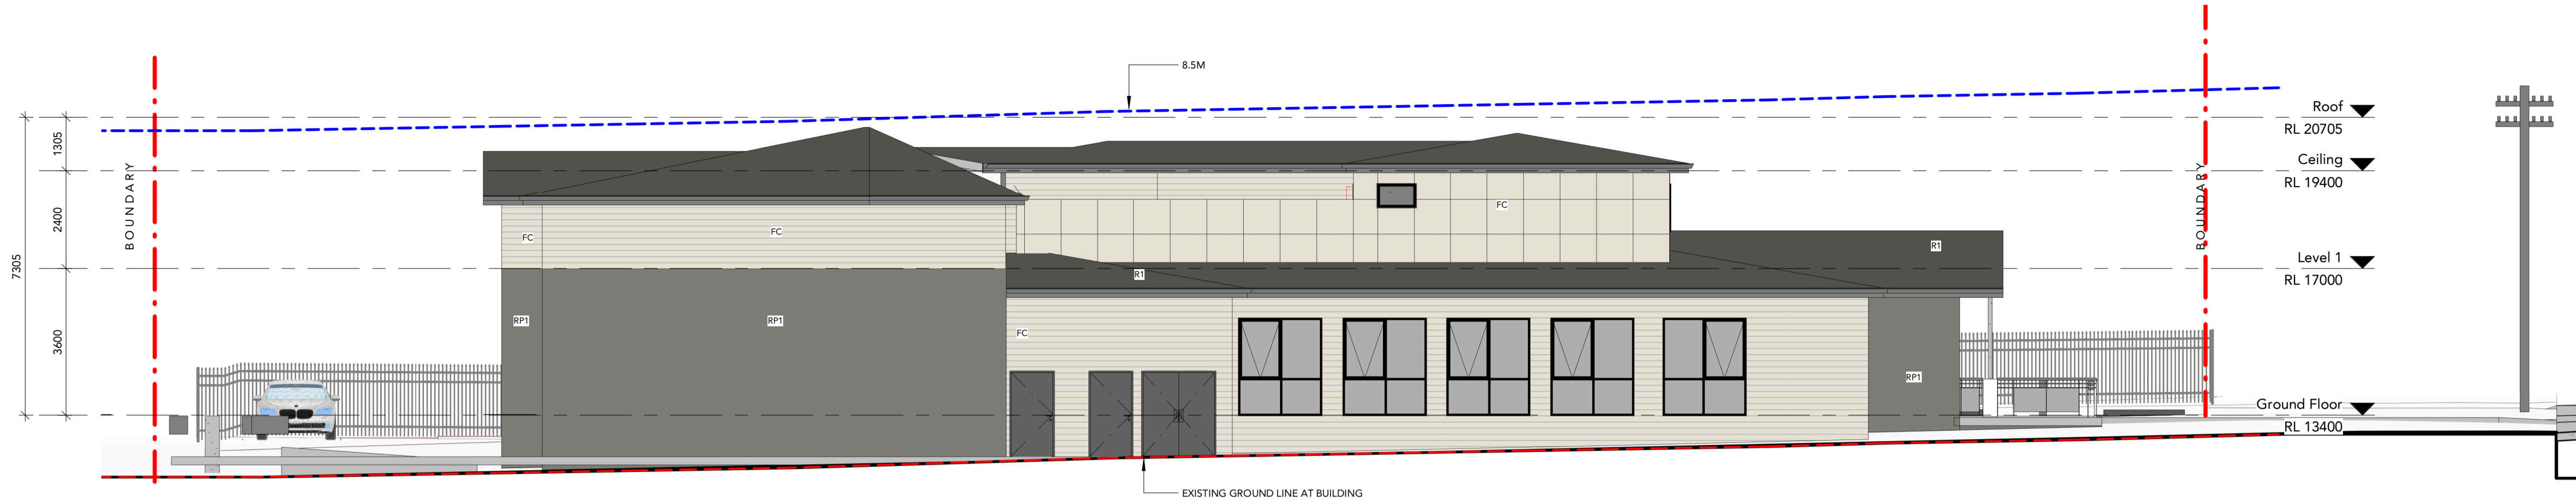 8.5M
Roof
RL 20705
1305
Ceiling
RL 19400
BOUNDARY
BOUNDARY
2400
FC
FC
FC
R1
7305
Level 1
RL 17000
R1
RP1
RP1
FC
3600
RP1
Ground Floor
RL 13400
EXISTING GROUND LINE AT BUILDING